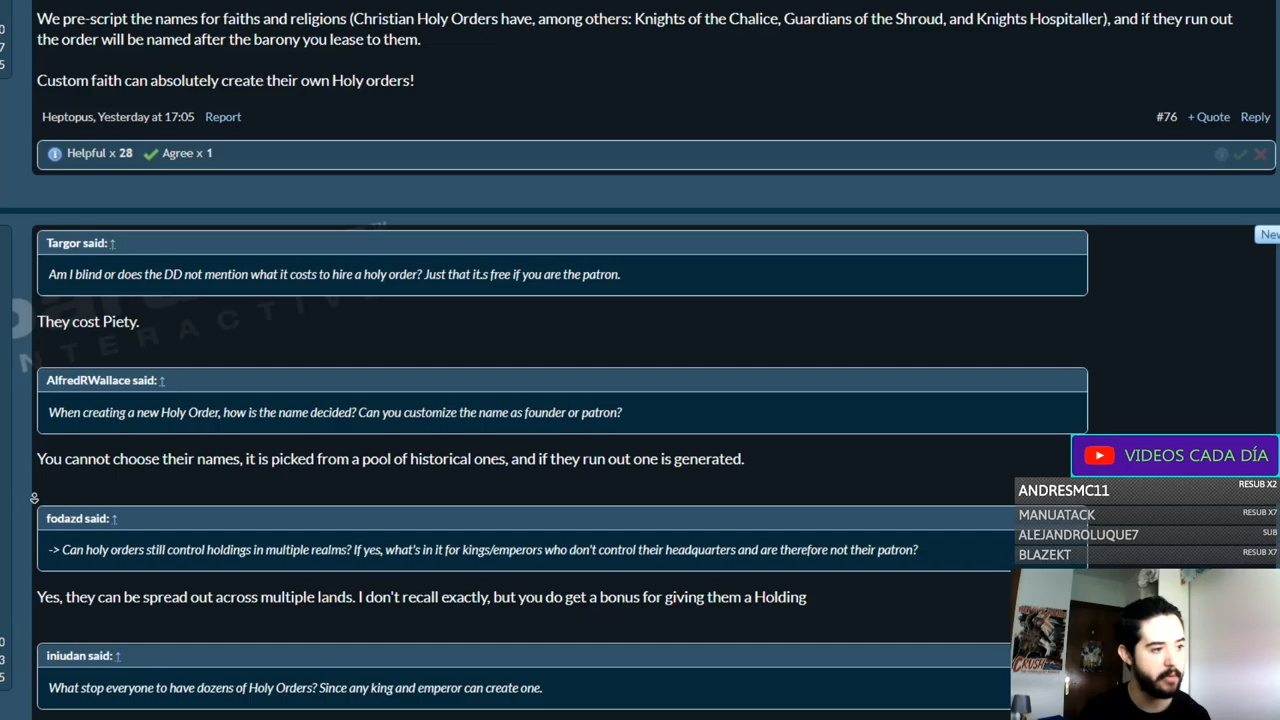 We pre-script the names for faiths and religions (Christian Holy Orders have, among others: Knights of the Chalice, Guardians of the Shroud, and Knights Hospitaller), and if they run out
the order will be named after the barony you lease to them.
Custom faith can absolutely create their own Holy orders!
Heptopus, Yesterday at 17:05 Report #76 + Quote Reply
Helpful x 28 Agree x 1
Targor said: ↑
New
Am I blind or does the DD not mention what it costs to hire a holy order? Just that it.s free if you are the patron.
They cost Piety.
INTERACTIVE
AlfredRWallace said: ↑
When creating a new Holy Order, how is the name decided? Can you customize the name as founder or patron?
You cannot choose their names, it is picked from a pool of historical ones, and if they run out one is generated.
fodazd said: ↑
-> Can holy orders still control holdings in multiple realms? If yes, what's in it for kings/emperors who don't control their headquarters and are therefore not their patron?
Yes, they can be spread out across multiple lands. I don't recall exactly, but you do get a bonus for giving them a Holding
iniudan said: ↑
What stop everyone to have dozens of Holy Orders? Since any king and emperor can create one.
VIDEOS CADA DÍA
ANDRESMC11 RESUB X2
MANUATACK RESUB X7
ALEJANDROLUQUE7 SUB
BLAZEKT RESUB X7